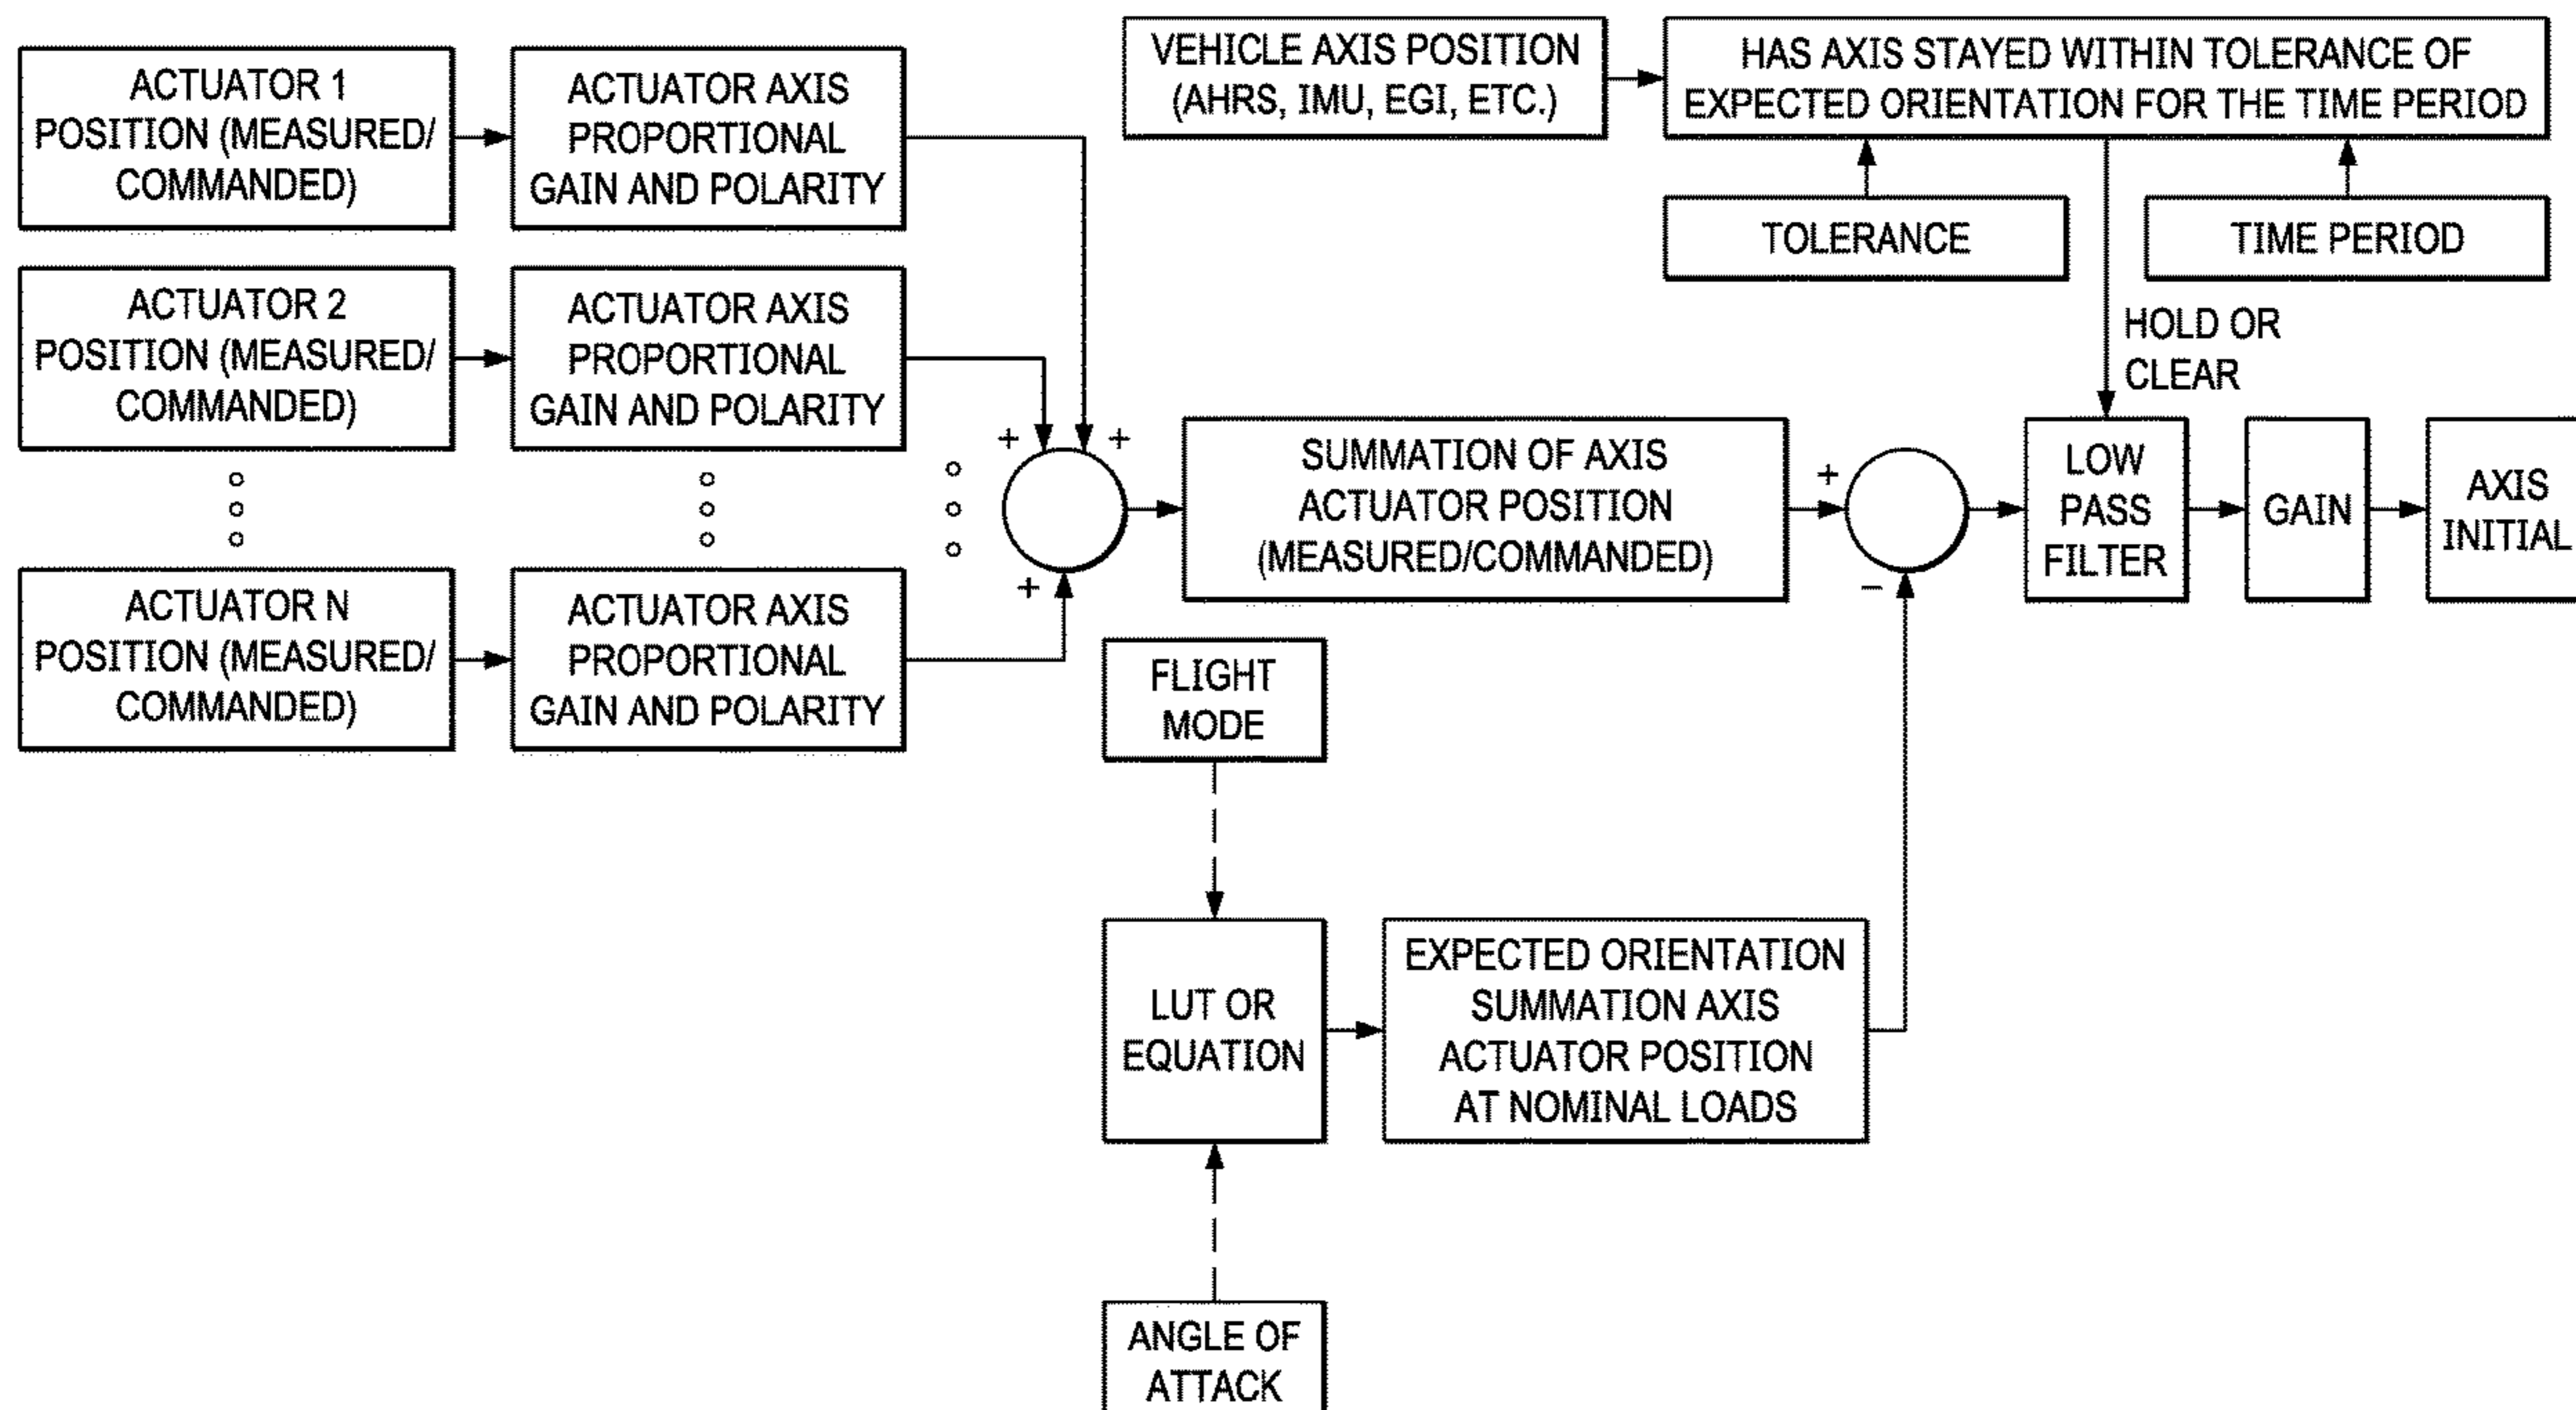 ACTUATOR 1
POSITION (MEASURED/
COMMANDED)
ACTUATOR AXIS
PROPORTIONAL
GAIN AND POLARITY
VEHICLE AXIS POSITION
(AHRS, IMU, EGI, ETC.)
HAS AXIS STAYED WITHIN TOLERANCE OF
EXPECTED ORIENTATION FOR THE TIME PERIOD
TOLERANCE
TIME PERIOD
HOLD OR
CLEAR
ACTUATOR 2
POSITION (MEASURED/
COMMANDED)
ACTUATOR AXIS
PROPORTIONAL
GAIN AND POLARITY
ACTUATOR N
POSITION (MEASURED/
COMMANDED)
ACTUATOR AXIS
PROPORTIONAL
GAIN AND POLARITY
+
+
+
SUMMATION OF AXIS
ACTUATOR POSITION
(MEASURED/COMMANDED)
+
−
LOW
PASS
FILTER
GAIN
AXIS
INITIAL
FLIGHT
MODE
LUT OR
EQUATION
EXPECTED ORIENTATION
SUMMATION AXIS
ACTUATOR POSITION
AT NOMINAL LOADS
ANGLE OF
ATTACK